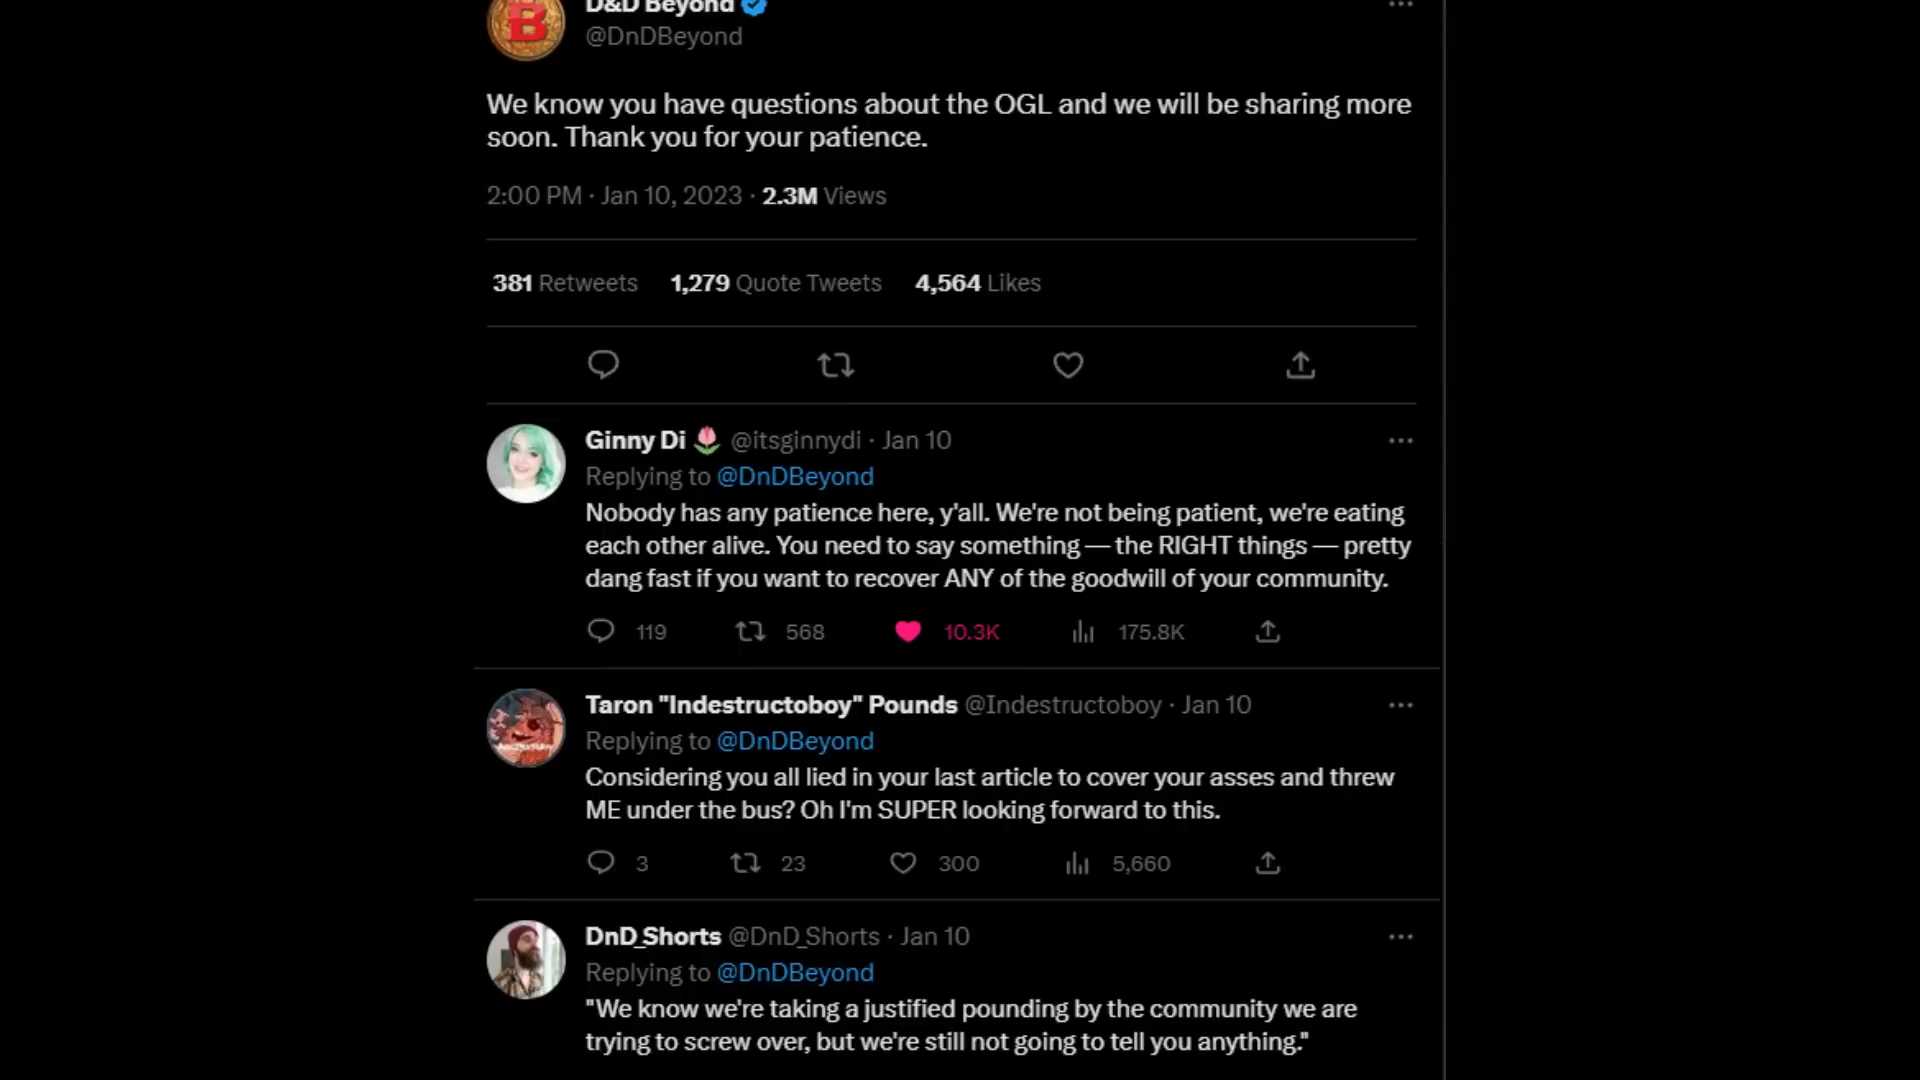 D&D Beyond
@DnDBeyond
We know you have questions about the OGL and we will be sharing more
soon. Thank you for your patience.
2:00 PM · Jan 10, 2023 · 2.3M Views
381 Retweets 1,279 Quote Tweets 4,564 Likes
Ginny Di 🌷 @itsginnydi · Jan 10
Replying to @DnDBeyond
Nobody has any patience here, y'all. We're not being patient, we're eating
each other alive. You need to say something — the RIGHT things — pretty
dang fast if you want to recover ANY of the goodwill of your community.
119 568 10.3K 175.8K
Taron "Indestructoboy" Pounds @Indestructoboy · Jan 10
Replying to @DnDBeyond
Considering you all lied in your last article to cover your asses and threw
ME under the bus? Oh I'm SUPER looking forward to this.
3 23 300 5,660
DnD_Shorts @DnD_Shorts · Jan 10
Replying to @DnDBeyond
"We know we're taking a justified pounding by the community we are
trying to screw over, but we're still not going to tell you anything."